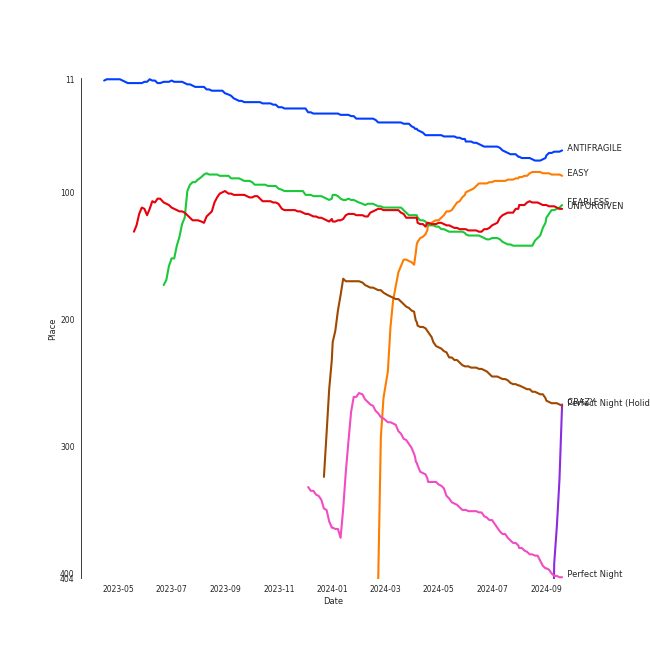 11
100
200
300
400
404
Place
2023-05
2023-07
2023-09
2023-11
2024-01
2024-03
2024-05
2024-07
2024-09
Date
ANTIFRAGILE
EASY
FEARLESS
UNFORGIVEN
CRAZY
Perfect Night (Holid
Perfect Night